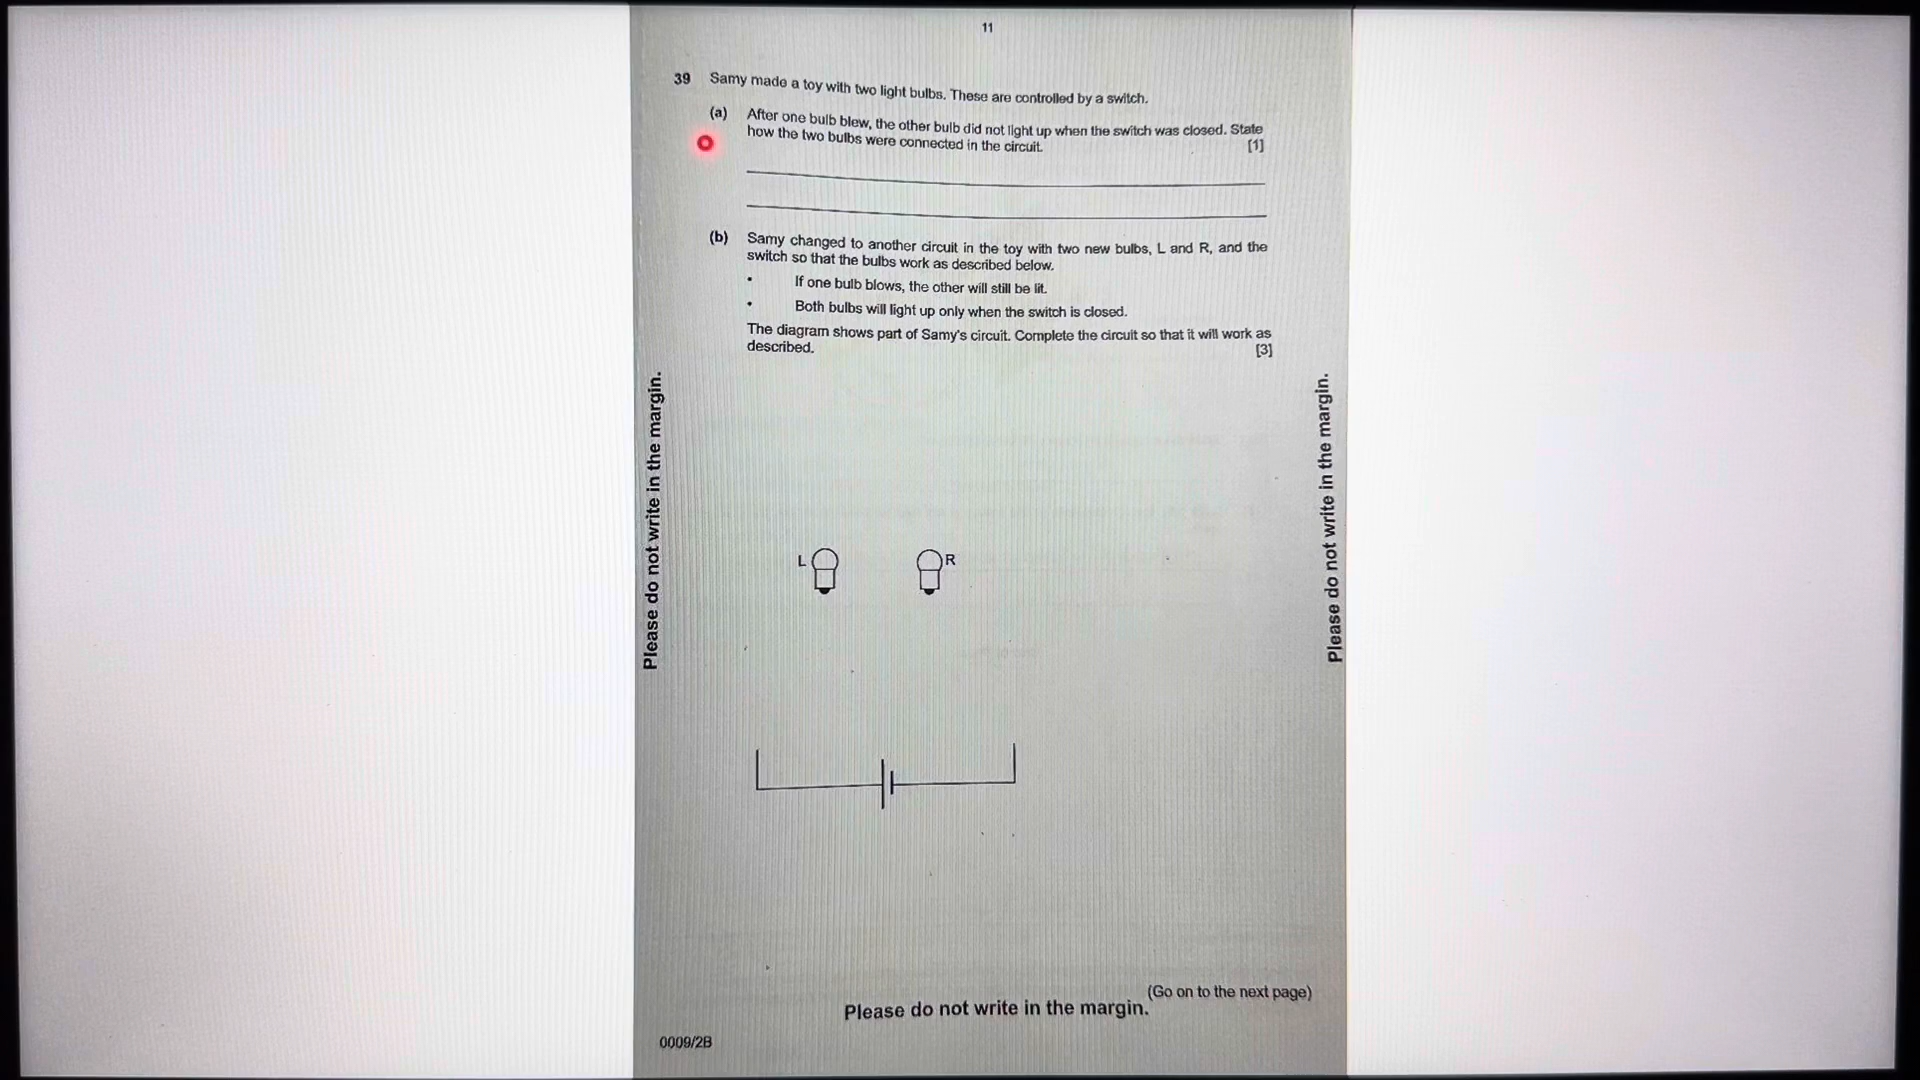 11
39 Samy made a toy with two light bulbs. These are controlled by a switch.
(a) After one bulb blew, the other bulb did not light up when the switch was closed. State
how the two bulbs were connected in the circuit. [1]
(b) Samy changed to another circuit in the toy with two new bulbs, L and R, and the
switch so that the bulbs work as described below.
• If one bulb blows, the other will still be lit.
• Both bulbs will light up only when the switch is closed.
The diagram shows part of Samy's circuit. Complete the circuit so that it will work as
described. [3]
Please do not write in the margin.
Please do not write in the margin.
L R
(Go on to the next page)
Please do not write in the margin.
0009/2B